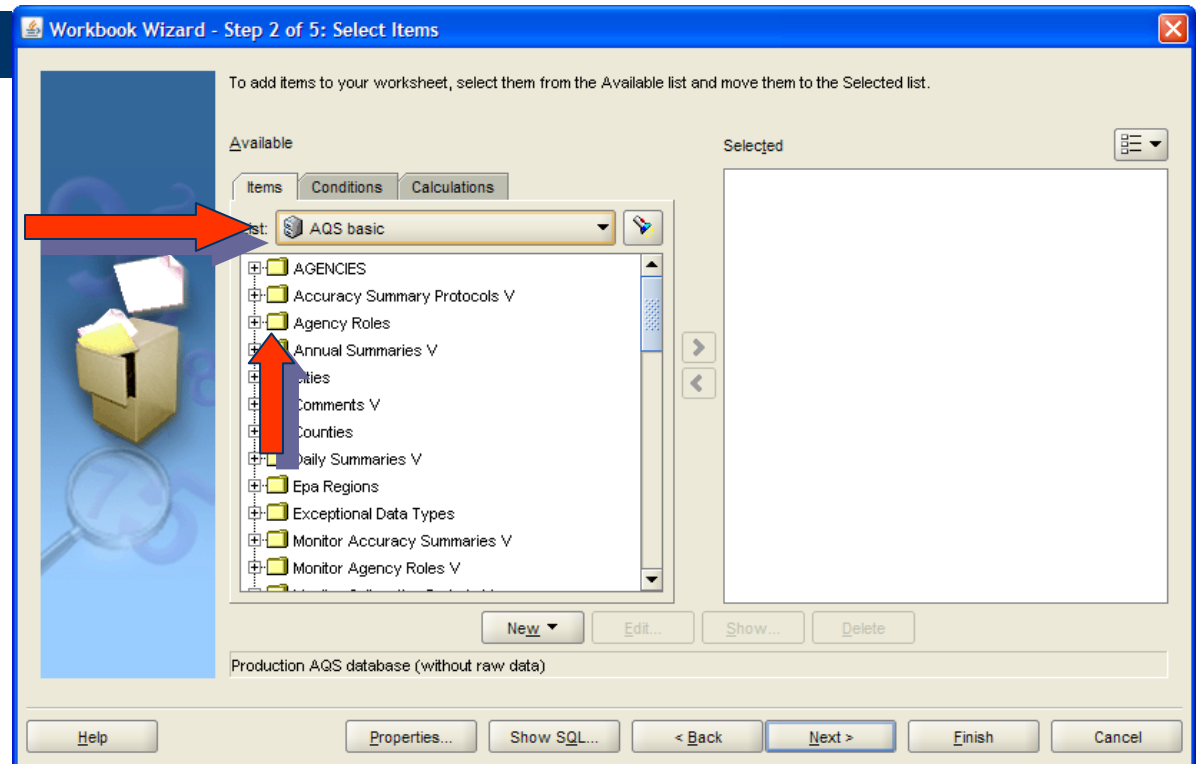 Workbook Wizard - Step 2 of 5: Select Items
To add items to your worksheet, select them from the Available list and move them to the Selected list.
Available
Selected
Items Conditions Calculations
AQS basic
AGENCIES
Accuracy Summary Protocols V
Agency Roles
Annual Summaries V
Comments V
Counties
Daily Summaries V
Epa Regions
Exceptional Data Types
Monitor Accuracy Summaries V
Monitor Agency Roles V
New Edit... Show... Delete
Production AQS database (without raw data)
Help Properties... Show SQL... < Back Next > Finish Cancel